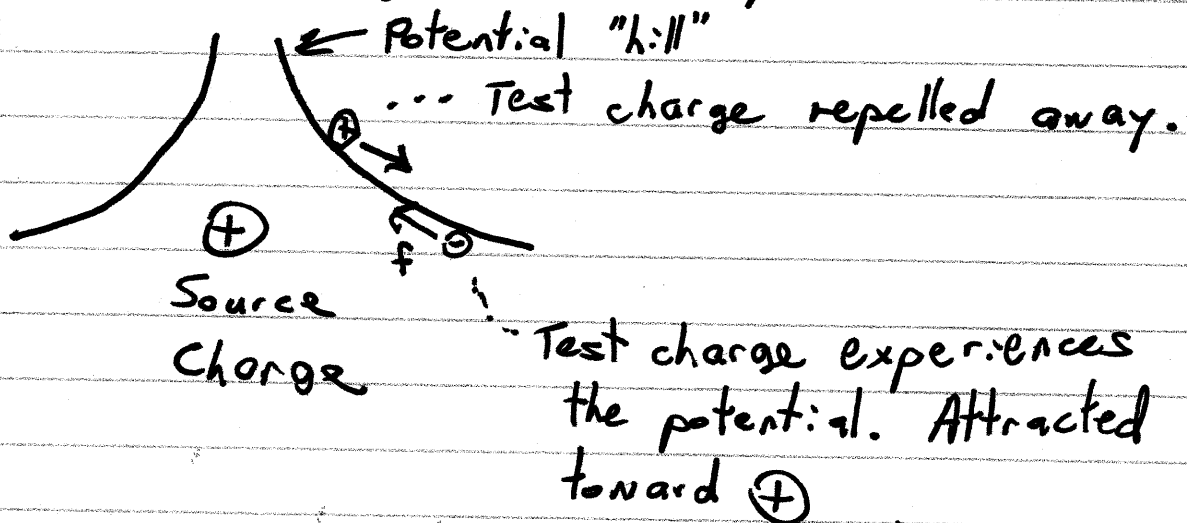 Potential "hill"
... Test charge repelled away.
+
+
f
-
Source
Charge
Test charge experiences
the potential. Attracted
toward +